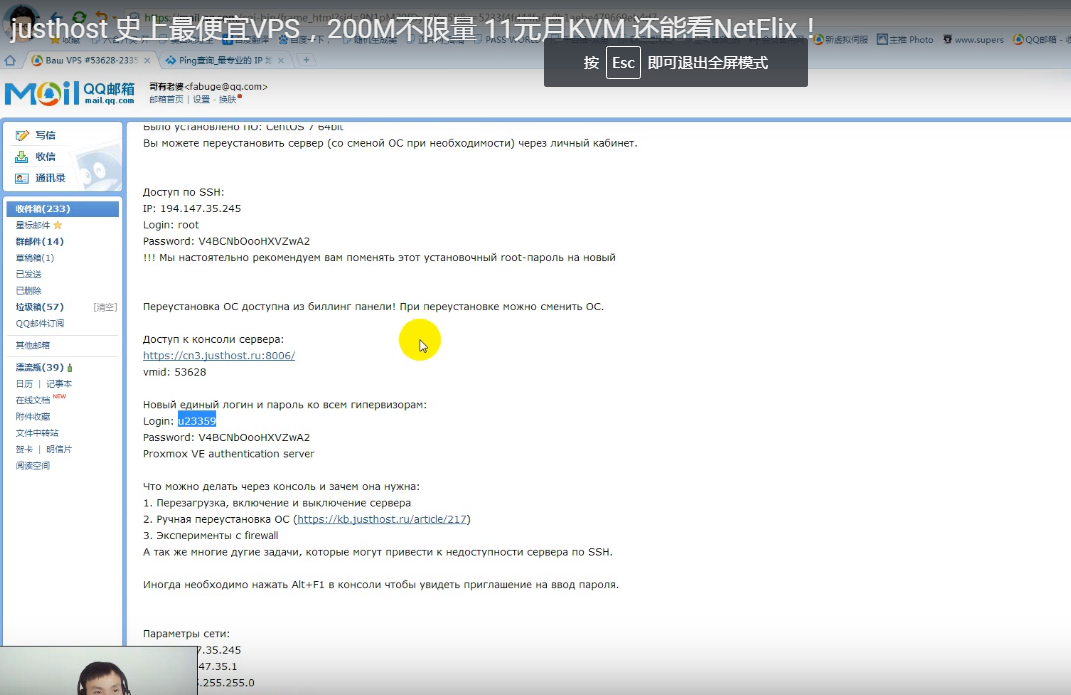 justhost 史上最便宜VPS，200M不限量 11元月KVM 还能看NetFlix！
按 Esc 即可退出全屏模式
新虚拟伺服
主推 Photo
www.supers
QQ邮箱
Ваш VPS #53628-233
Ping查询_专业的 IP
Mail QQ邮箱
mail.qq.com
哥有老婆<fabuge@qq.com>
邮箱首页 | 设置 - 换肤
写信
收信
通讯录
收件箱(233)
星标邮件
群邮件(14)
草稿箱(1)
已发送
已删除
垃圾箱(57) [清空]
QQ邮件订阅
其他邮箱
漂流瓶(39)
日历 | 记事本
在线文档 NEW
附件收藏
文件中转站
贺卡 | 明信片
阅读空间
Было установлено ПО: CentOS 7 64bit
Вы можете переустановить сервер (со сменой ОС при необходимости) через личный кабинет.
Доступ по SSH:
IP: 194.147.35.245
Login: root
Password: V4BCNbOooHXVZwA2
!!! Мы настоятельно рекомендуем вам поменять этот установочный root-пароль на новый
Переустановка ОС доступна из биллинг панели! При переустановке можно сменить ОС.
Доступ к консоли сервера:
https://cn3.justhost.ru:8006/
vmid: 53628
Новый единый логин и пароль ко всем гипервизорам:
Login: u23359
Password: V4BCNbOooHXVZwA2
Proxmox VE authentication server
Что можно делать через консоль и зачем она нужна:
1. Перезагрузка, включение и выключение сервера
2. Ручная переустановка ОС (https://kb.justhost.ru/article/217)
3. Эксперименты с firewall
А так же многие дугие задачи, которые могут привести к недоступности сервера по SSH.
Иногда необходимо нажать Alt+F1 в консоли чтобы увидеть приглашение на ввод пароля.
Параметры сети:
7.35.245
47.35.1
.255.255.0